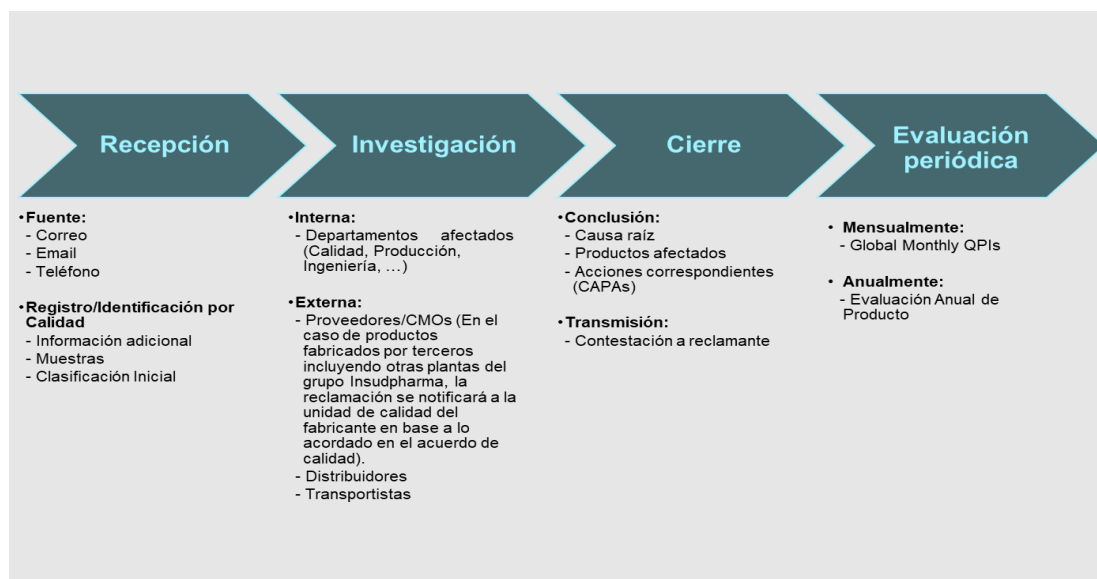 Recepción
Investigación
Cierre
Evaluación
periódica
•Fuente:
- Correo
- Email
- Teléfono
•Registro/Identificación por
Calidad
- Información adicional
- Muestras
- Clasificación Inicial
•Interna:
- Departamentos afectados
(Calidad, Producción,
Ingeniería, …)
•Externa:
- Proveedores/CMOs (En el
caso de productos
fabricados por terceros
incluyendo otras plantas del
grupo Insudpharma, la
reclamación se notificará a la
unidad de calidad del
fabricante en base a lo
acordado en el acuerdo de
calidad).
- Distribuidores
- Transportistas
•Conclusión:
- Causa raíz
- Productos afectados
- Acciones correspondientes
(CAPAs)
•Transmisión:
- Contestación a reclamante
• Mensualmente:
- Global Monthly QPIs
• Anualmente:
- Evaluación Anual de
Producto